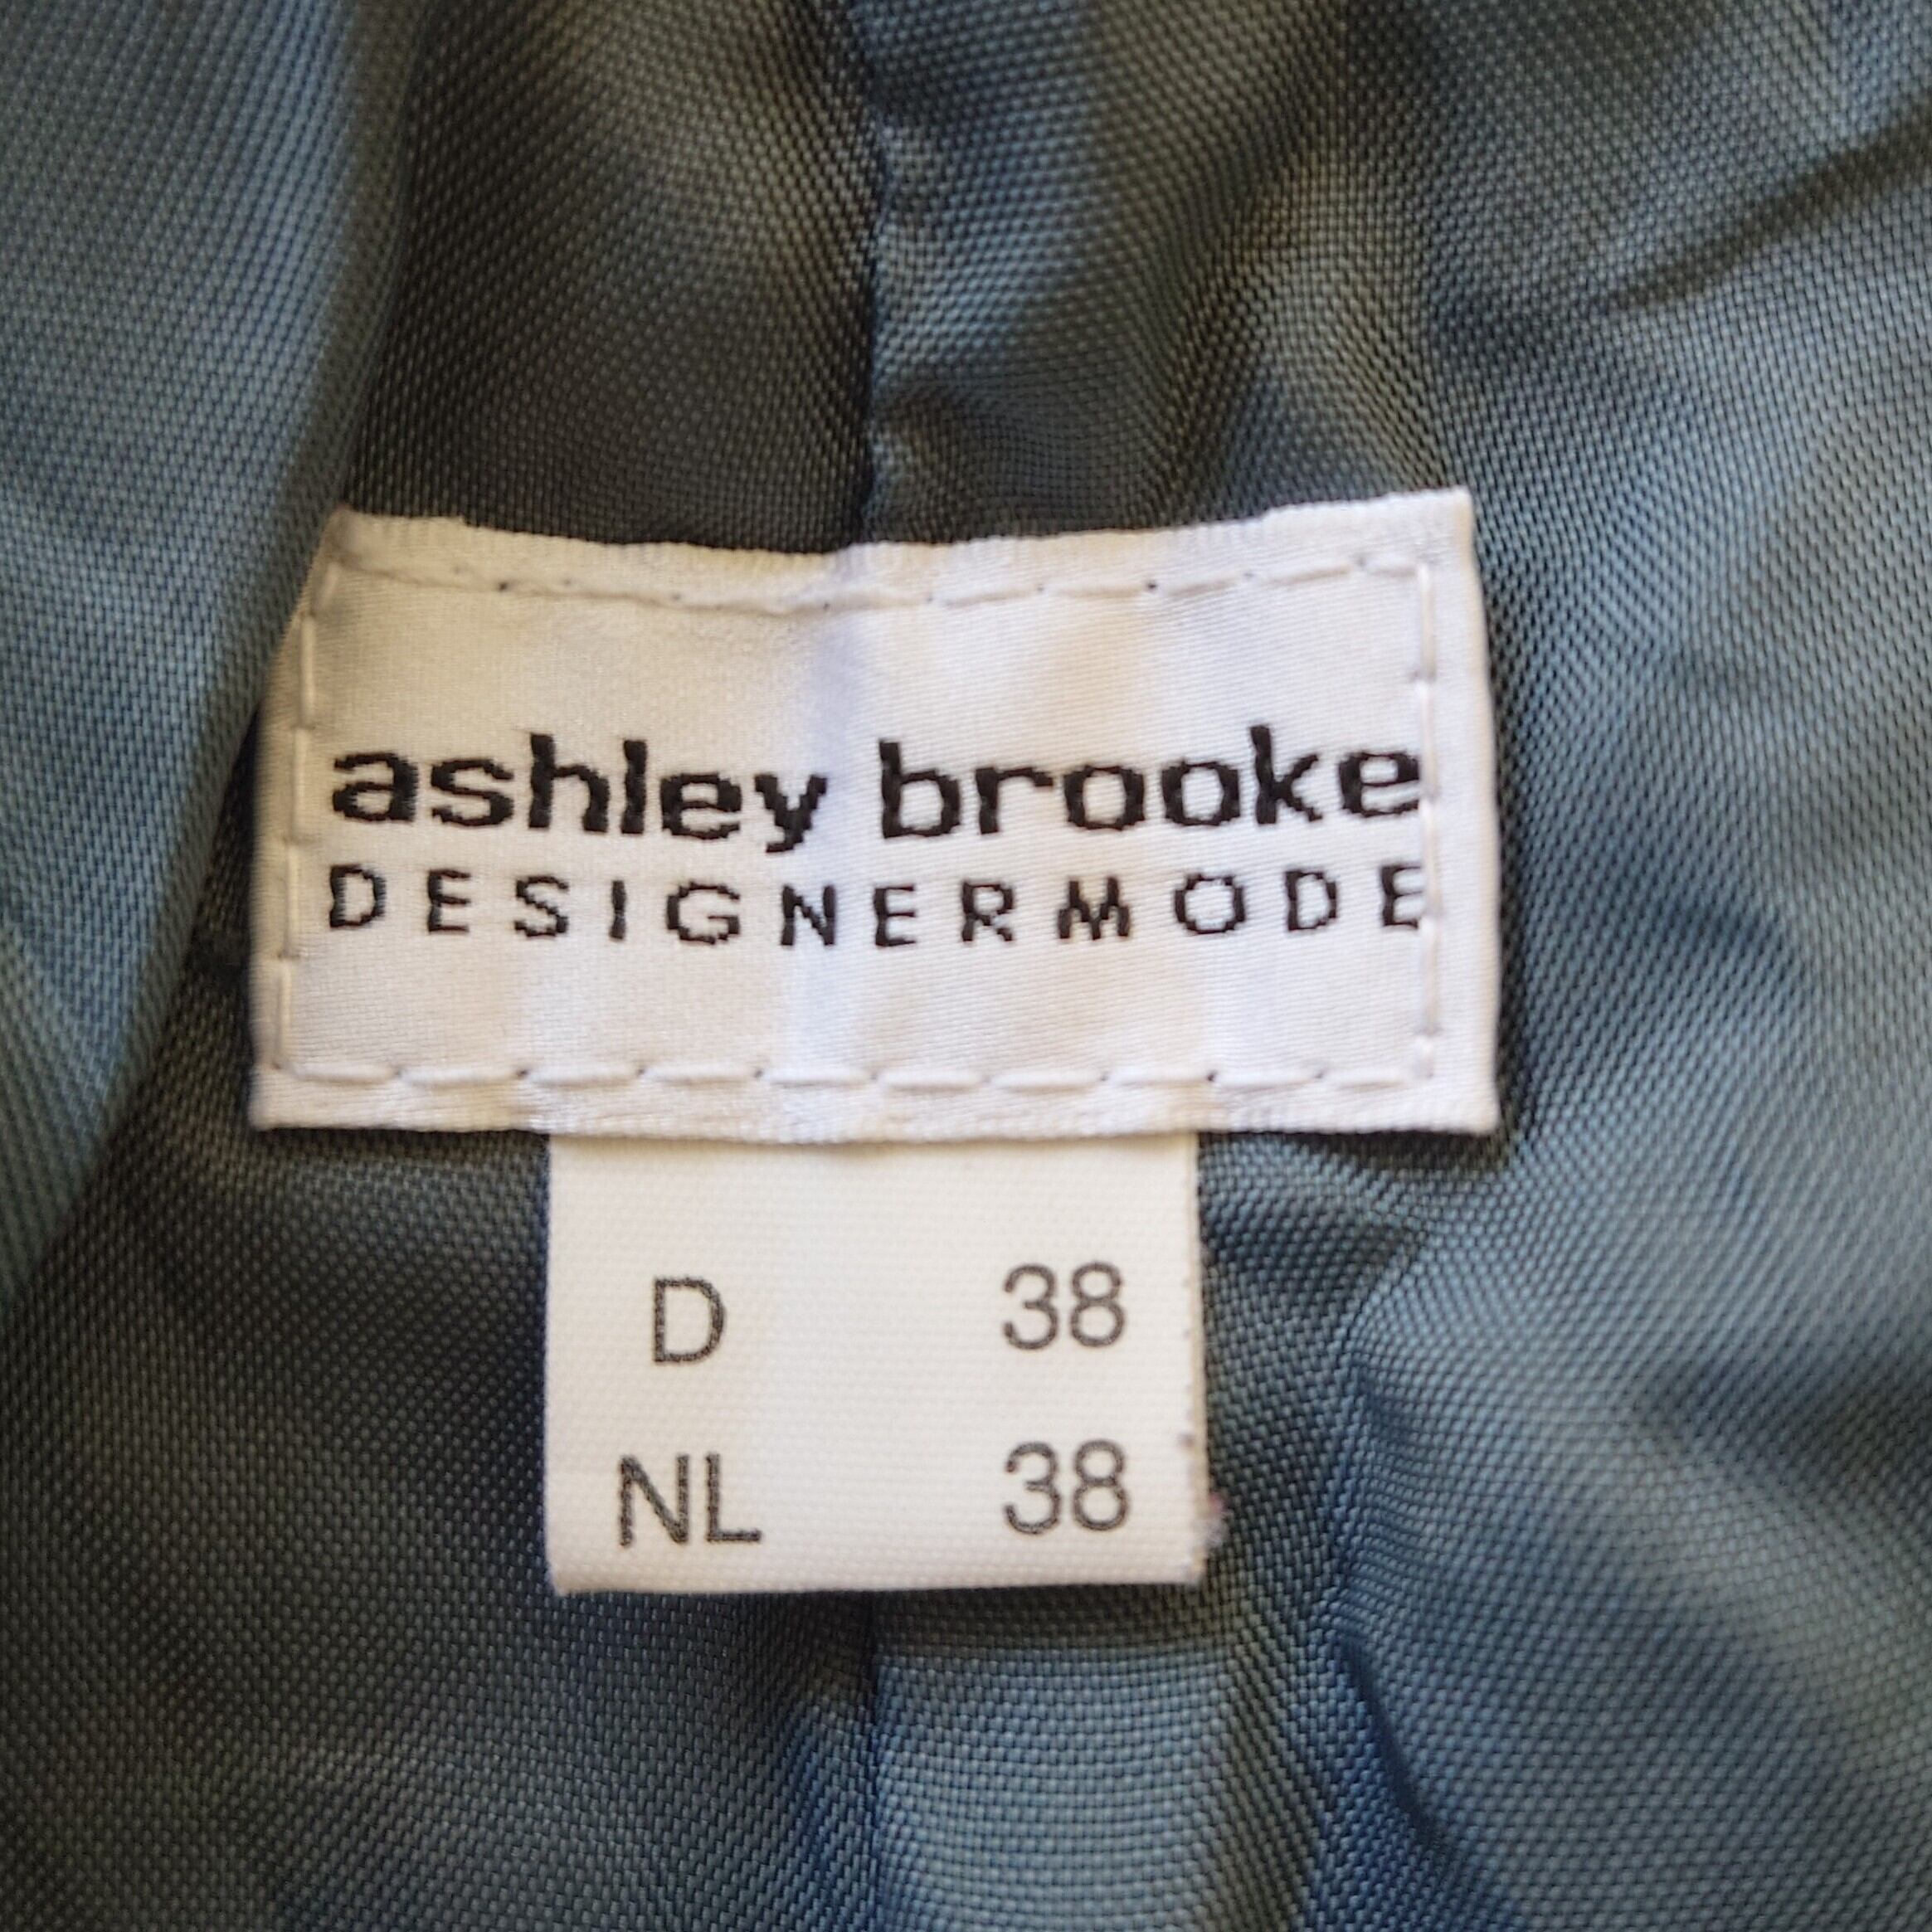 ashley brooke
DESIGNERMODE
D 38
NL 38